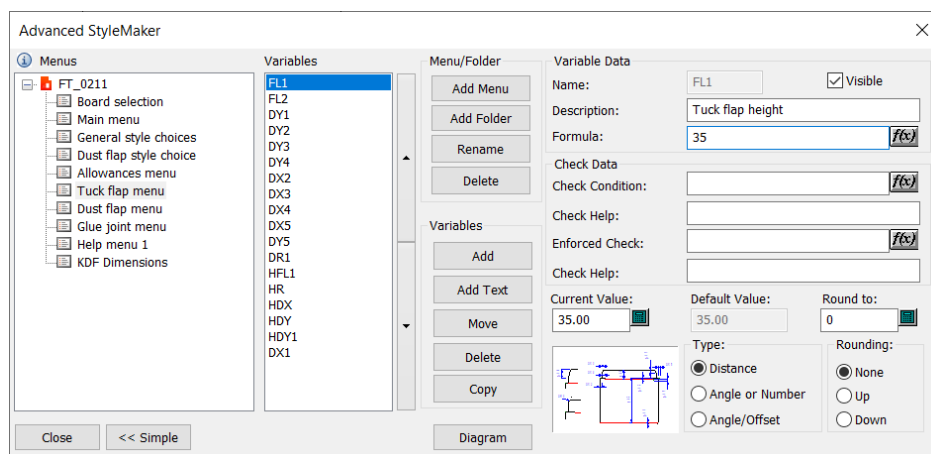 Advanced StyleMaker
Menus
FT_0211
Board selection
Main menu
General style choices
Dust flap style choice
Allowances menu
Tuck flap menu
Dust flap menu
Glue joint menu
Help menu 1
KDF Dimensions
Close
<< Simple
Variables
FL1
FL2
DY1
DY2
DY3
DY4
DX2
DX3
DX4
DX5
DY5
DR1
HFL1
HR
HDX
HDY
HDY1
DX1
Menu/Folder
Add Menu
Add Folder
Rename
Delete
Variables
Add
Add Text
Move
Delete
Copy
Diagram
Variable Data
Name: FL1 Visible
Description: Tuck flap height
Formula: 35 f(x)
Check Data
Check Condition: f(x)
Check Help:
Enforced Check: f(x)
Check Help:
Current Value: Default Value: Round to:
35.00 35.00 0
Type:
Distance
Angle or Number
Angle/Offset
Rounding:
None
Up
Down